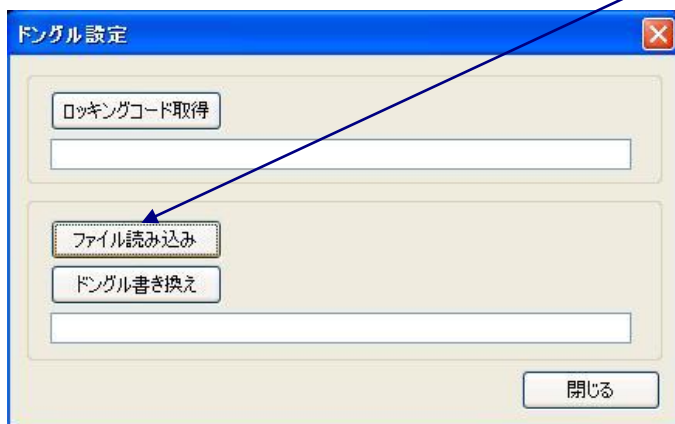 ドングル設定
ロッキングコード取得
ファイル読み込み
ドングル書き換え
閉じる